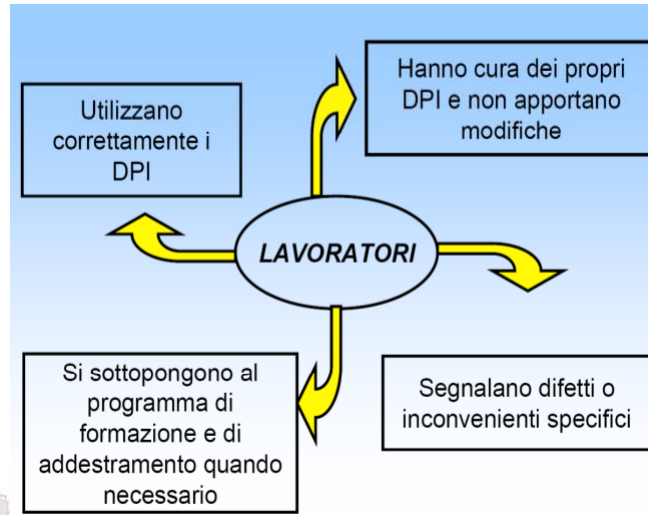 Hanno cura dei propri
DPI e non apportano
modifiche
Utilizzano
correttamente i
DPI
LAVORATORI
Si sottopongono al
programma di
formazione e di
addestramento quando
necessario
Segnalano difetti o
inconvenienti specifici